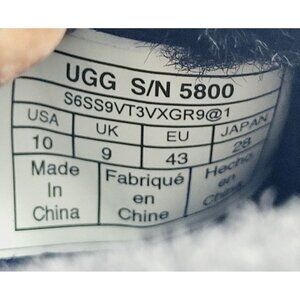 UGG S/N 5800
S6SS9VT3VXGR9@1
USA UK EU JAPAN
10 9 43 28
Made Fabriqué Hecho
In en en
China Chine China